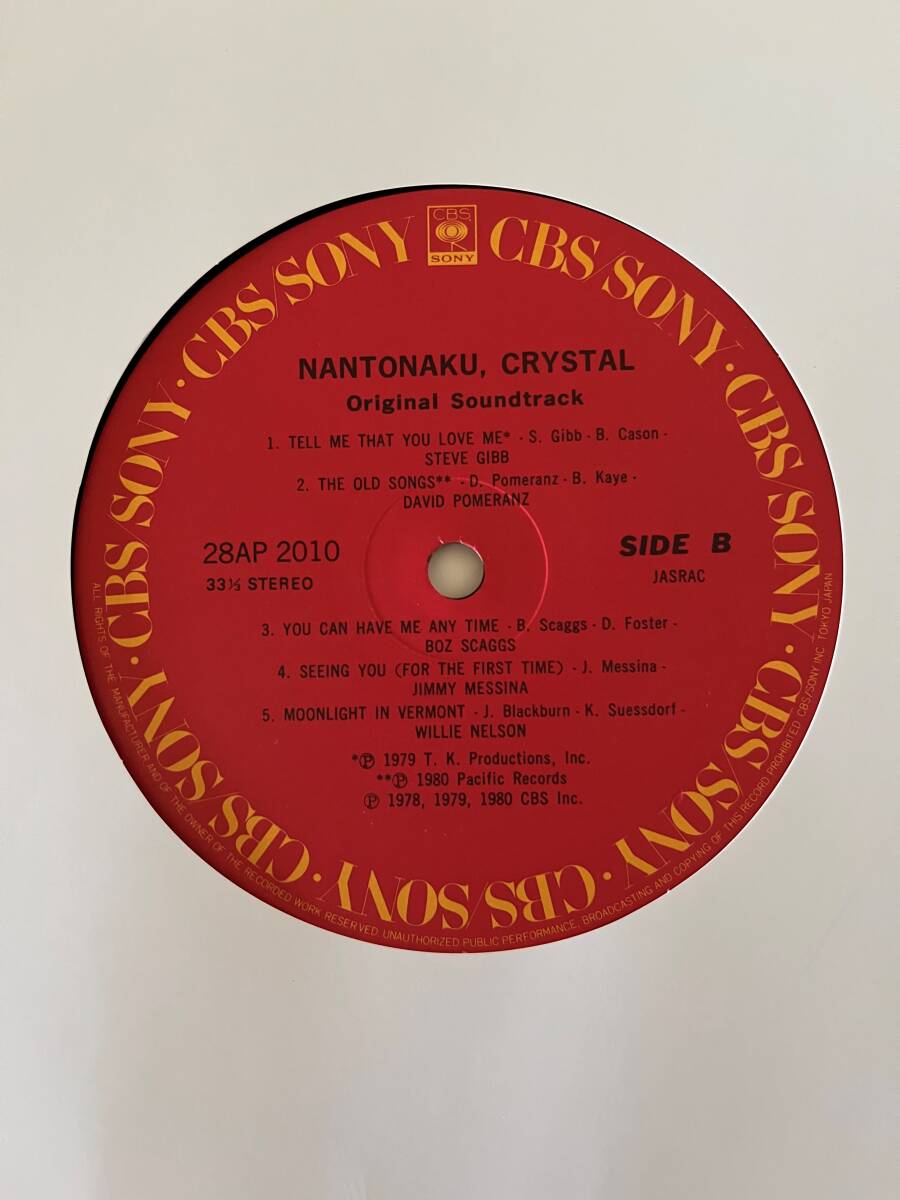 CBS
SONY
CBS/SONY · CBS/SONY · CBS/SONY · CBS/SONY · CBS/SONY · CBS/SONY · CBS/SONY · CBS/SONY
NANTONAKU, CRYSTAL
Original Soundtrack
1. TELL ME THAT YOU LOVE ME* - S. Gibb - B. Cason -
STEVE GIBB
2. THE OLD SONGS** - D. Pomeranz - B. Kaye -
DAVID POMERANZ
28AP 2010
33⅓ STEREO
SIDE B
JASRAC
3. YOU CAN HAVE ME ANY TIME - B. Scaggs - D. Foster -
BOZ SCAGGS
4. SEEING YOU (FOR THE FIRST TIME) - J. Messina -
JIMMY MESSINA
5. MOONLIGHT IN VERMONT - J. Blackburn - K. Suessdorf -
WILLIE NELSON
*Ⓟ 1979 T. K. Productions, Inc.
**Ⓟ 1980 Pacific Records
Ⓟ 1978, 1979, 1980 CBS Inc.
ALL RIGHTS OF THE MANUFACTURER AND OF THE OWNER OF THE RECORDED WORK RESERVED. UNAUTHORIZED PUBLIC PERFORMANCE, BROADCASTING AND COPYING OF THIS RECORD PROHIBITED CBS/SONY INC. TOKYO JAPAN